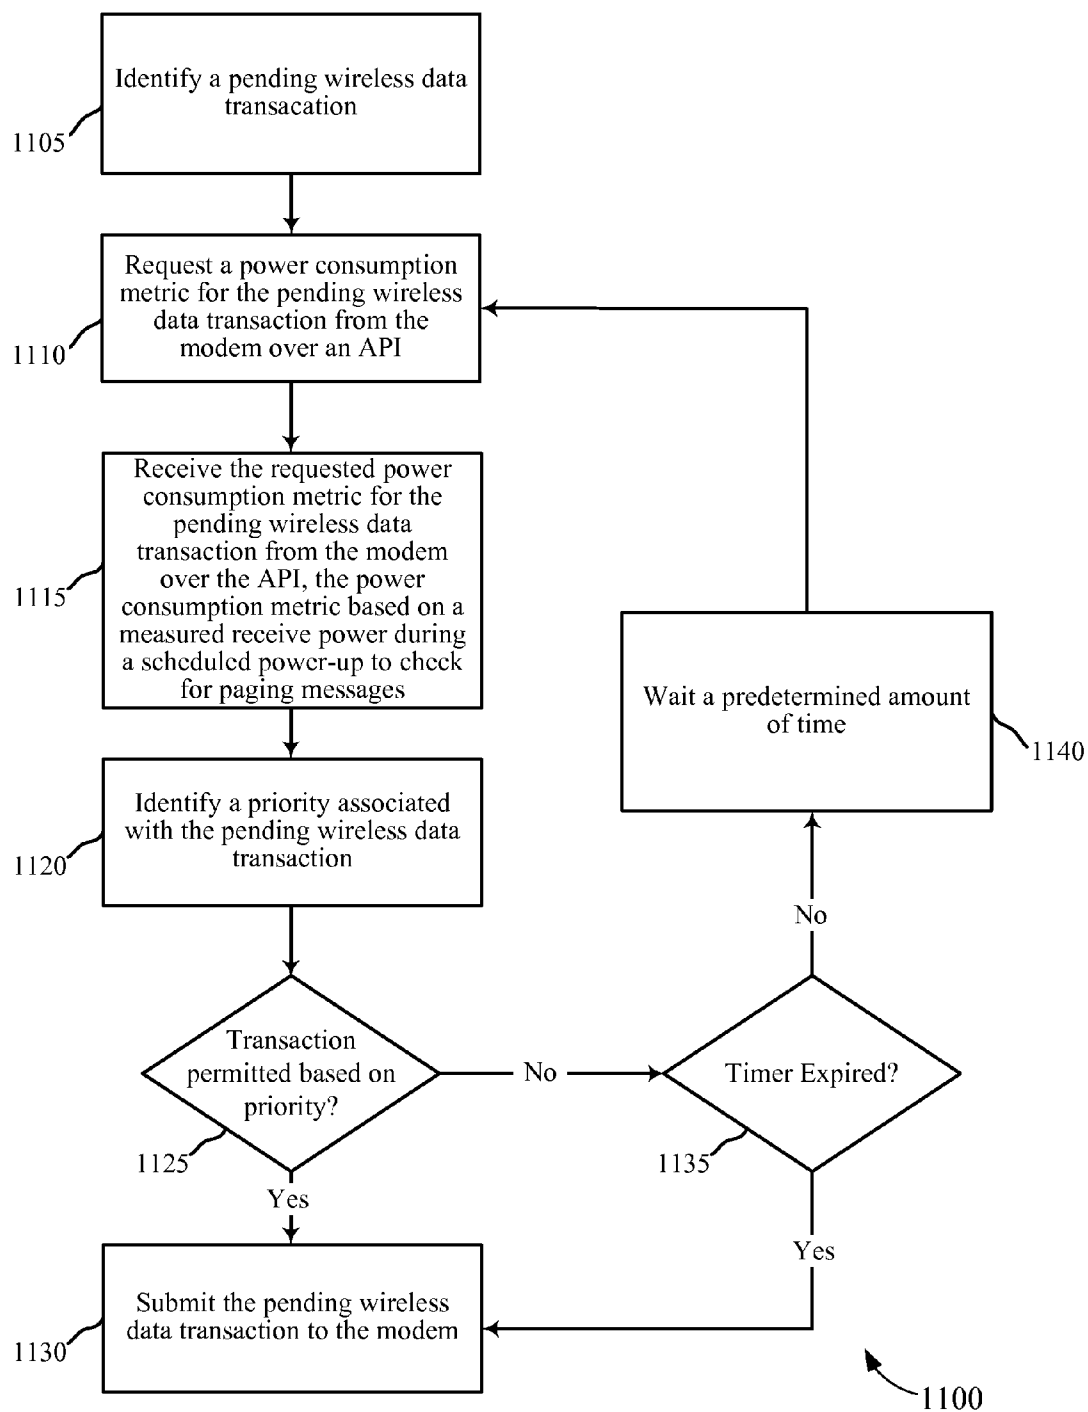 Identify a pending wireless data
transacation
1105
Request a power consumption
metric for the pending wireless
data transaction from the
modem over an API
1110
Receive the requested power
consumption metric for the
pending wireless data
transaction from the modem
over the API, the power
consumption metric based on a
measured receive power during
a scheduled power-up to check
for paging messages
1115
Wait a predetermined amount
of time
1140
Identify a priority associated
with the pending wireless data
transaction
1120
No
Transaction
permitted based on
priority?
1125
No
Timer Expired?
1135
Yes
Yes
Submit the pending wireless
data transaction to the modem
1130
1100